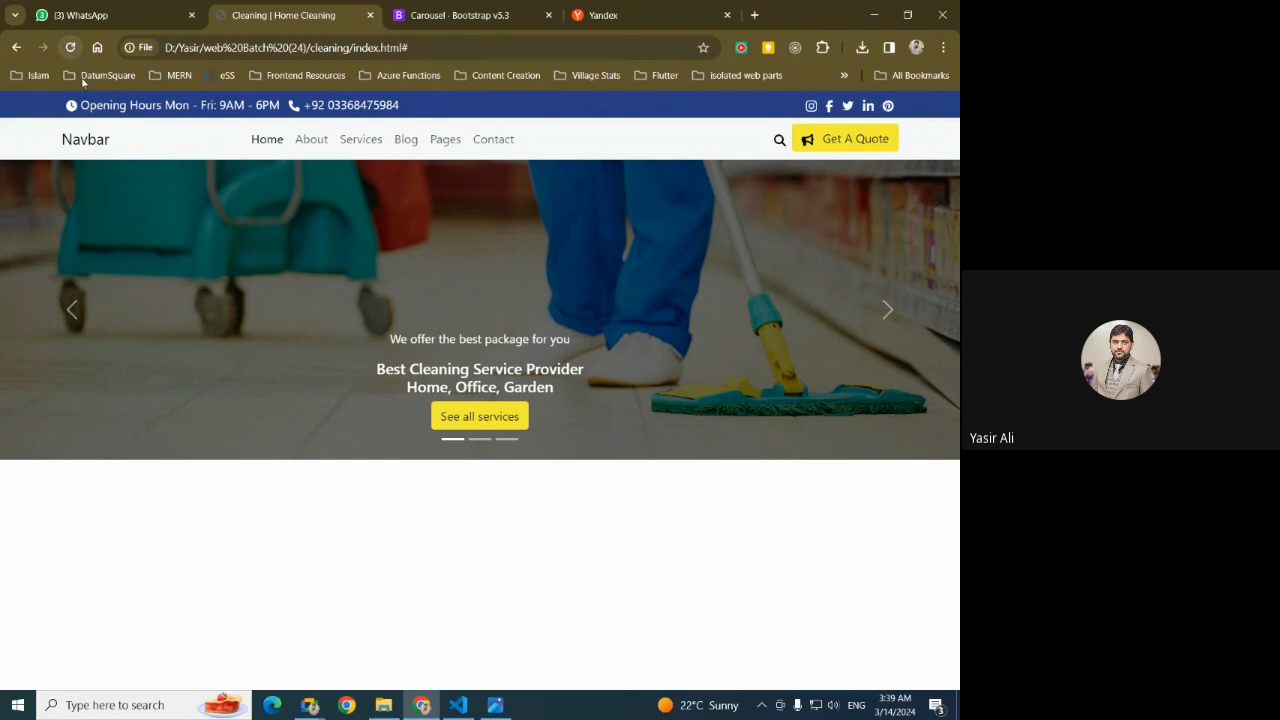 (3) WhatsApp
Cleaning | Home Cleaning
Carousel · Bootstrap v5.3
Yandex
File
D:/Yasir/web%20Batch%20(24)/cleaning/index.html#
Islam
DatumSquare
MERN
eSS
Frontend Resources
Azure Functions
Content Creation
Village Stats
Flutter
isolated web parts
»
All Bookmarks
Opening Hours Mon - Fri: 9AM - 6PM
+92 03368475984
Navbar
Home
About
Services
Blog
Pages
Contact
Get A Quote
We offer the best package for you
Best Cleaning Service Provider
Home, Office, Garden
See all services
Yasir Ali
Type here to search
22°C Sunny
ENG
3:39 AM
3/14/2024
3